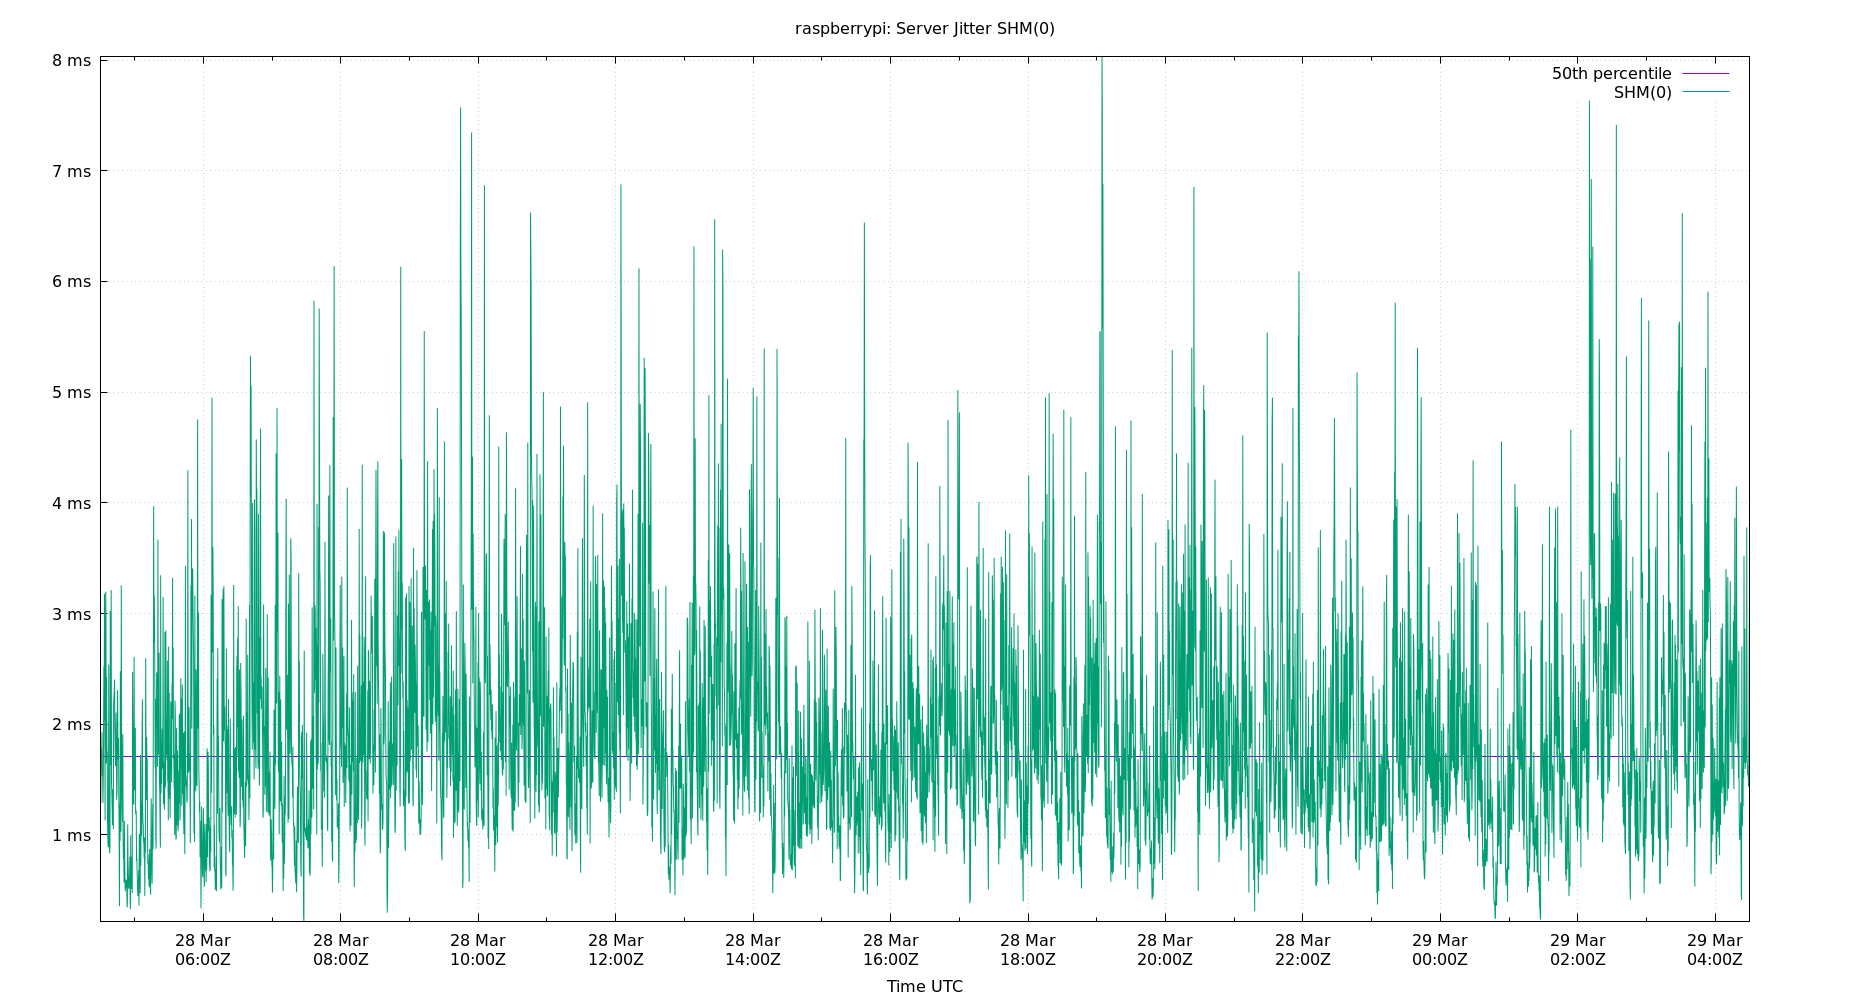 raspberrypi: Server Jitter SHM(0)
8 ms
7 ms
6 ms
5 ms
4 ms
3 ms
2 ms
1 ms
50th percentile
SHM(0)
28 Mar 28 Mar 28 Mar 28 Mar 28 Mar 28 Mar 28 Mar 28 Mar 28 Mar 29 Mar 29 Mar 29 Mar
06:00Z 08:00Z 10:00Z 12:00Z 14:00Z 16:00Z 18:00Z 20:00Z 22:00Z 00:00Z 02:00Z 04:00Z
Time UTC